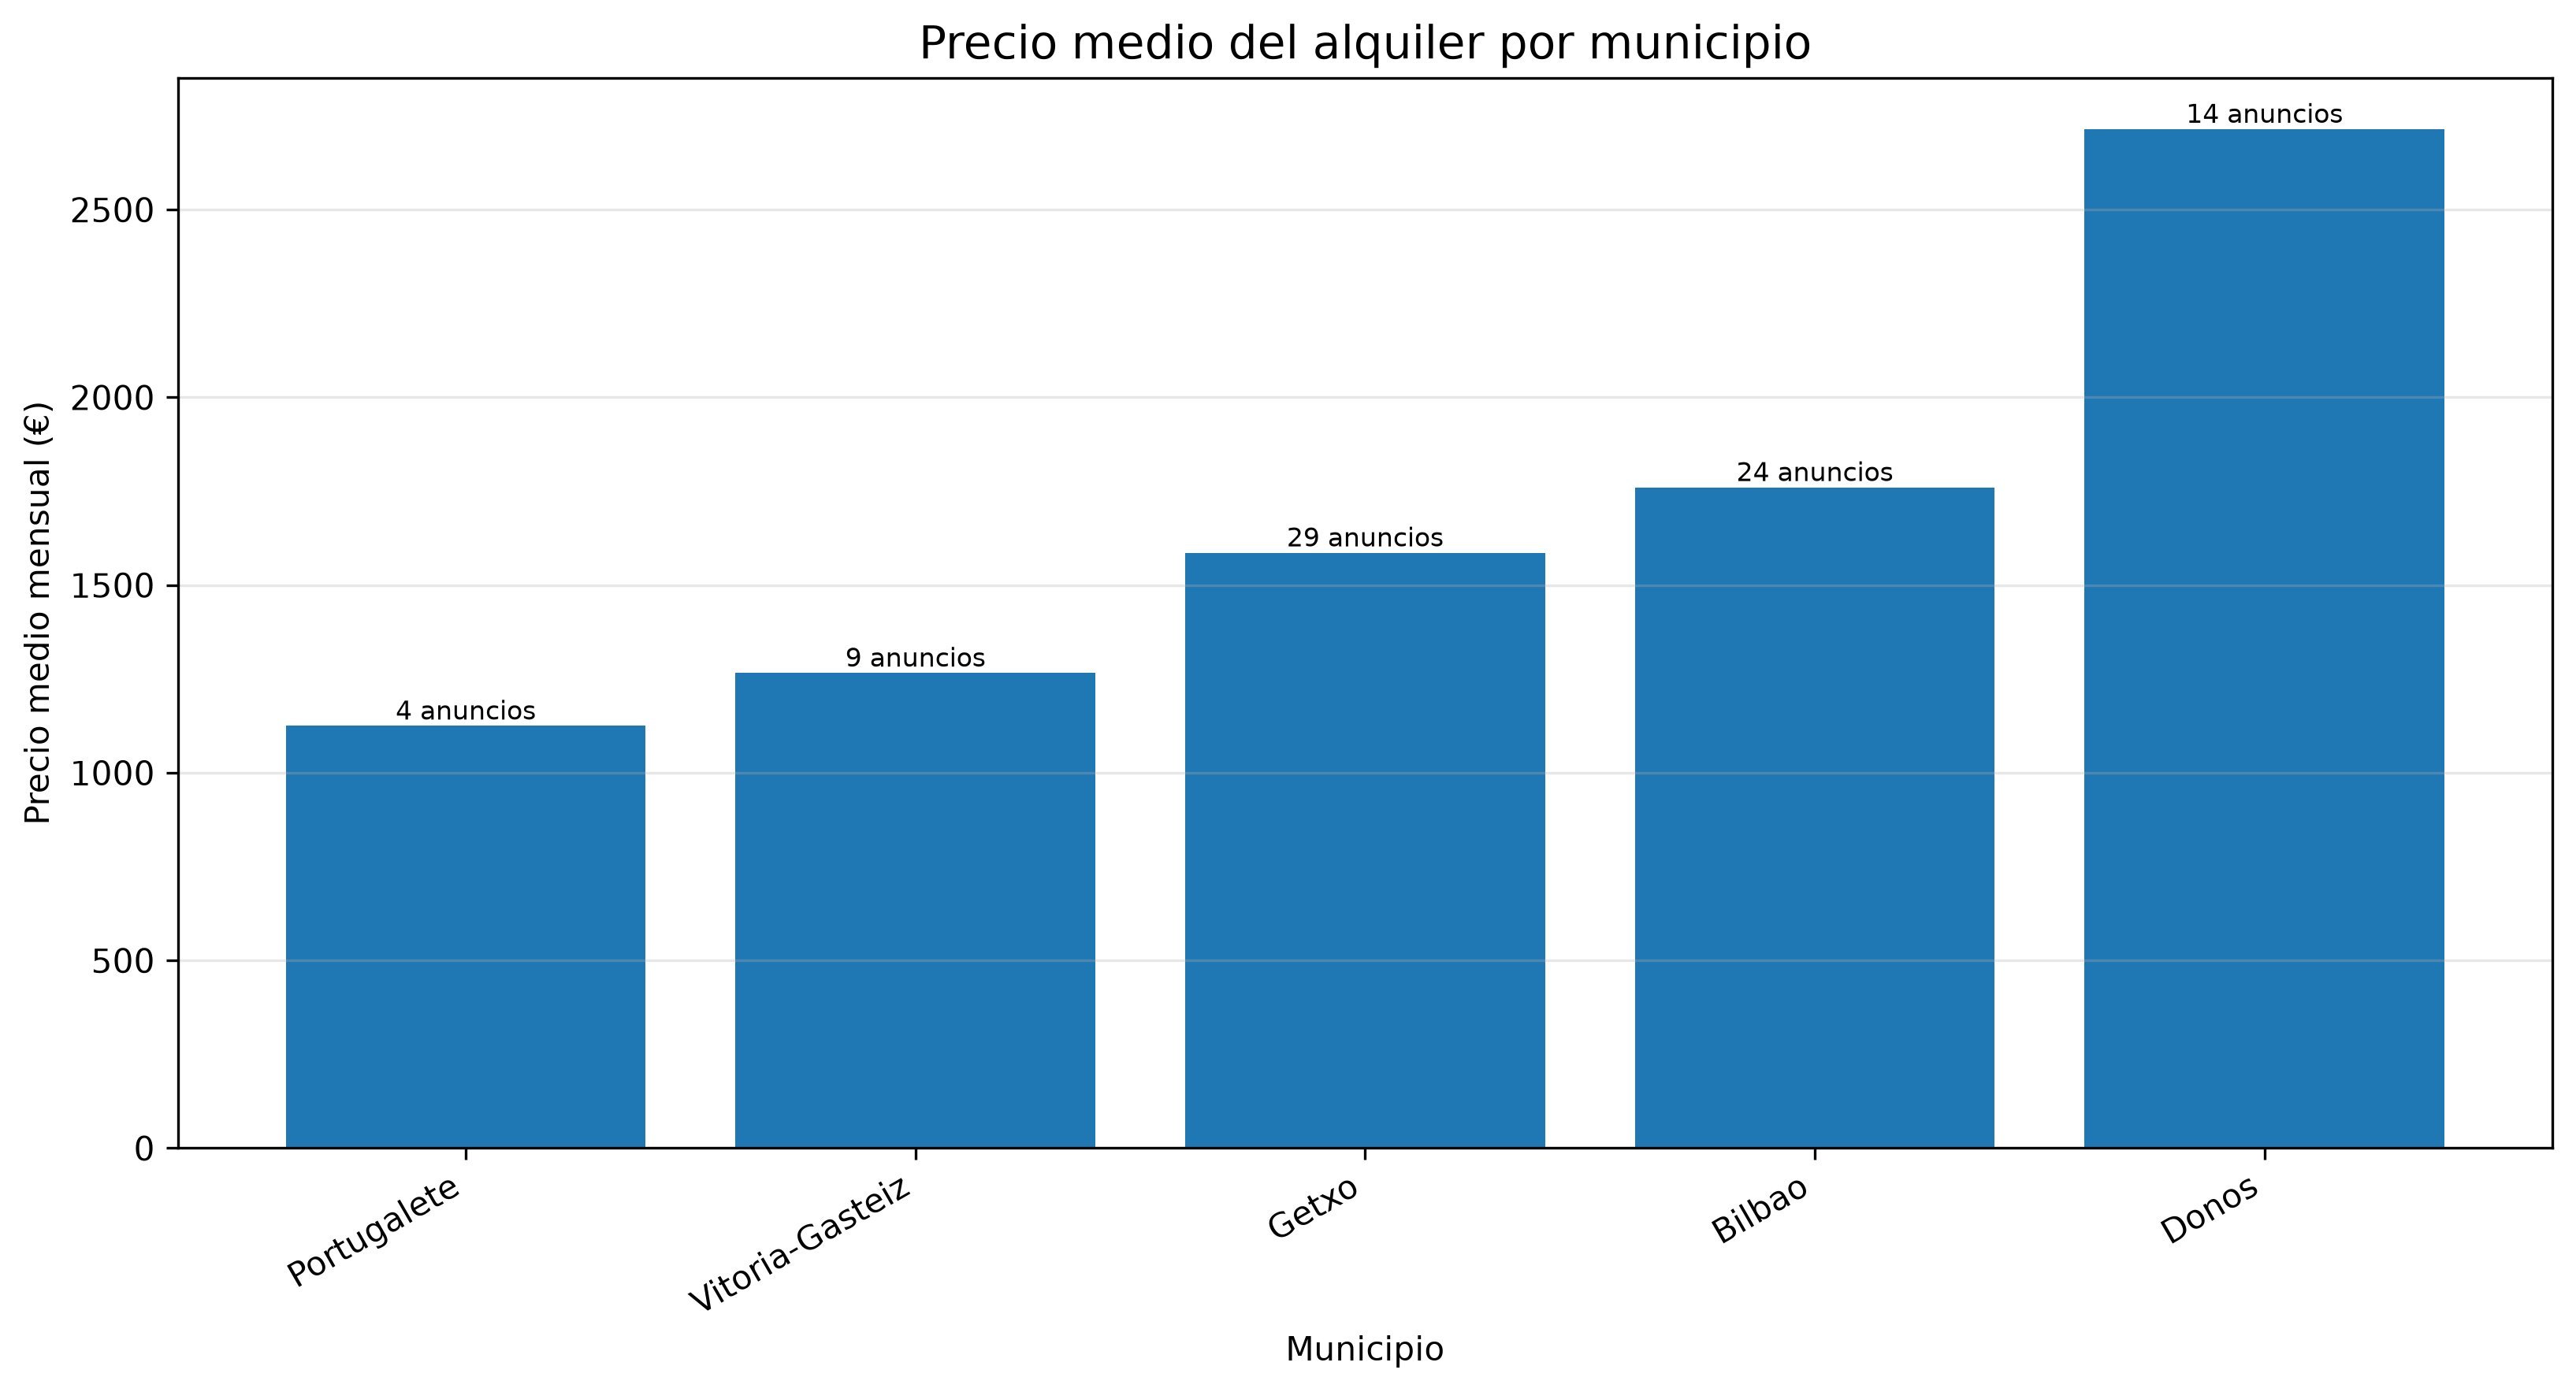 Precio medio del alquiler por municipio
Precio medio mensual (€)
2500
2000
1500
1000
500
0
4 anuncios
9 anuncios
29 anuncios
24 anuncios
14 anuncios
Portugalete
Vitoria-Gasteiz
Getxo
Bilbao
Donos
Municipio